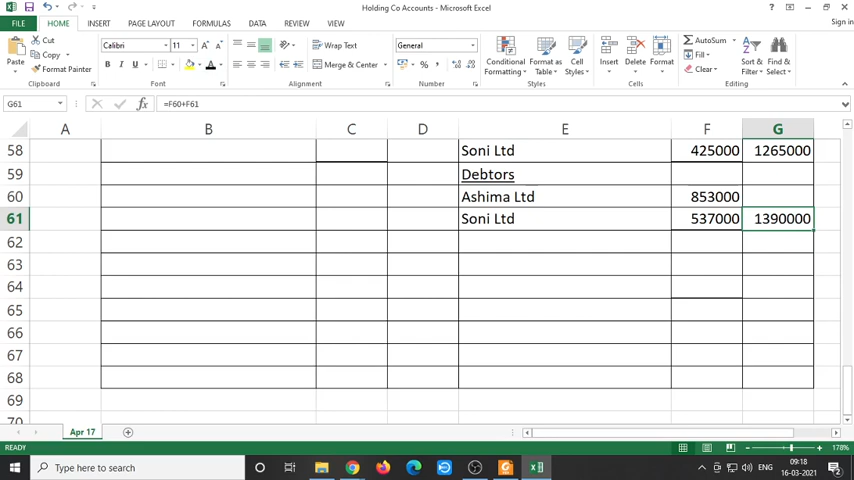 Holding Co Accounts - Microsoft Excel
Sign in
FILE HOME INSERT PAGE LAYOUT FORMULAS DATA REVIEW VIEW
Paste
Cut
Copy
Format Painter
Clipboard
Calibri 11
B I U
Font
Wrap Text
Merge & Center
Alignment
General
Number
Conditional Formatting
Format as Table
Cell Styles
Styles
Insert Delete Format
Cells
AutoSum
Fill
Clear
Sort & Filter
Find & Select
Editing
G61
=F60+F61
A B C D E F G
58 Soni Ltd 425000 1265000
59 Debtors
60 Ashima Ltd 853000
61 Soni Ltd 537000 1390000
62
63
64
65
66
67
68
69
70
Apr 17
READY
178%
Type here to search
ENG
09:18
16-03-2021
2